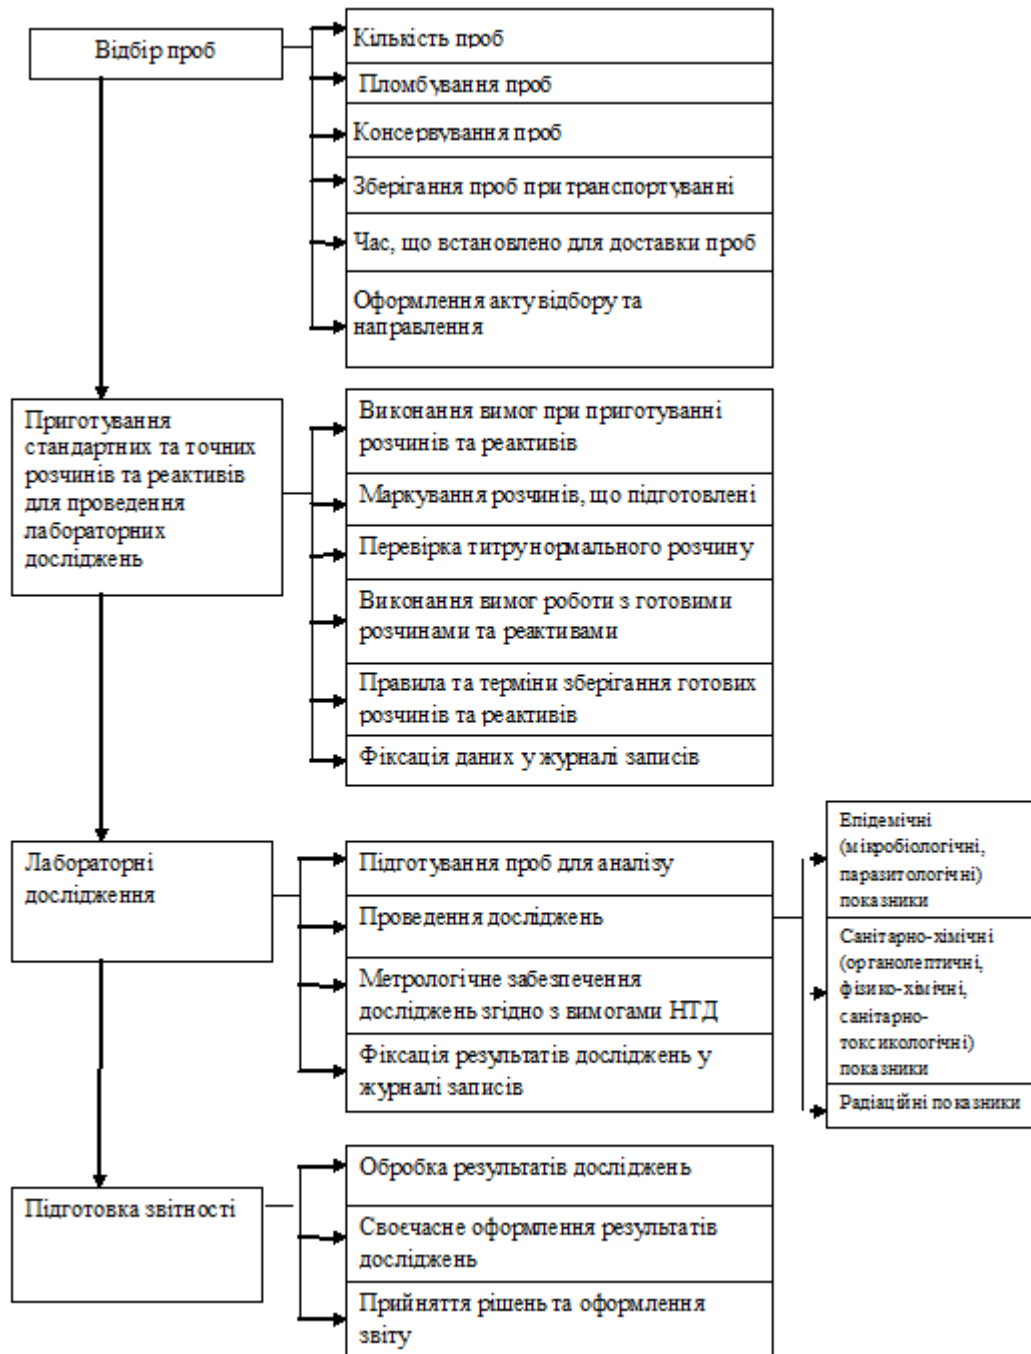 Відбір проб
Кількість проб
Пломбування проб
Консервування проб
Зберігання проб при транспортуванні
Час, що встановлено для доставки проб
Оформлення акту відбору та
направлення
Приготування
стандартних та точних
розчинів та реактивів
для проведення
лабораторних
досліджень
Виконання вимог при приготуванні
розчинів та реактивів
Маркування розчинів, що підготовлені
Перевірка титру нормального розчину
Виконання вимог роботи з готовими
розчинами та реактивами
Правила та терміни зберігання готових
розчинів та реактивів
Фіксація даних у журналі записів
Лабораторні
дослідження
Підготування проб для аналізу
Проведення досліджень
Метрологічне забезпечення
досліджень згідно з вимогами НТД
Фіксація результатів досліджень у
журналі записів
Епідемічні
(мікробіологічні,
паразитологічні)
показники
Санітарно-хімічні
(органолептичні,
фізико-хімічні,
санітарно-
токсикологічні)
показники
Радіаційні показники
Підготовка звітності
Обробка результатів досліджень
Своєчасне оформлення результатів
досліджень
Прийняття рішень та оформлення
звіту